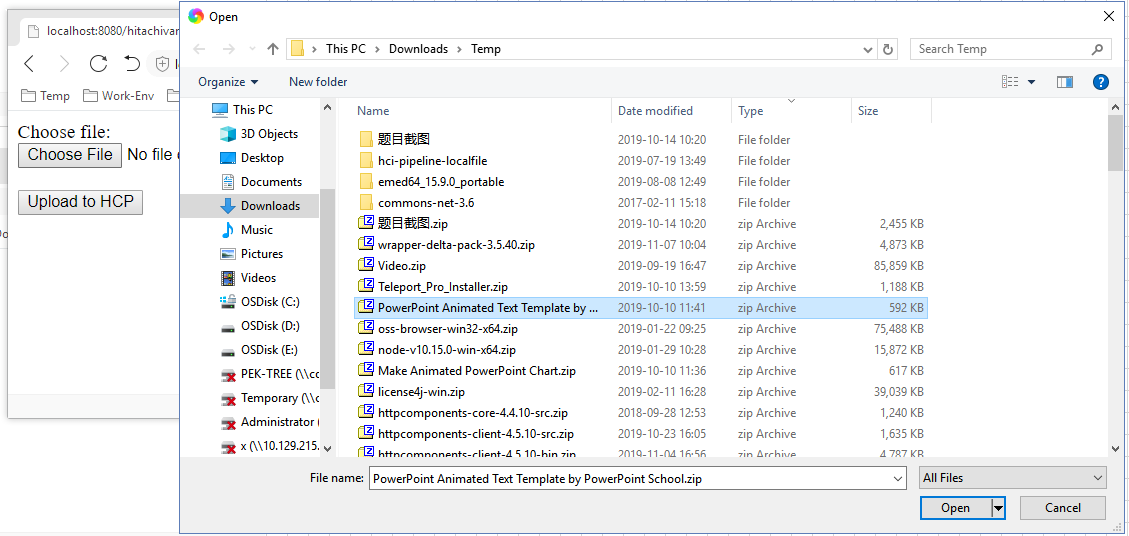 localhost:8080/hitachivan
Temp
Work-Env
Choose file:
Choose File No file
Upload to HCP
Open
This PC > Downloads > Temp
Search Temp
Organize
New folder
This PC
3D Objects
Desktop
Documents
Downloads
Music
Pictures
Videos
OSDisk (C:)
OSDisk (D:)
OSDisk (E:)
PEK-TREE (\\cc
Temporary (\\c
Administrator (
x (\\10.129.215.
Name Date modified Type Size
题目截图 2019-10-14 10:20 File folder
hci-pipeline-localfile 2019-07-19 13:49 File folder
emed64_15.9.0_portable 2019-08-08 12:49 File folder
commons-net-3.6 2017-02-11 15:18 File folder
题目截图.zip 2019-10-14 10:20 zip Archive 2,455 KB
wrapper-delta-pack-3.5.40.zip 2019-11-07 10:04 zip Archive 4,873 KB
Video.zip 2019-09-19 16:47 zip Archive 85,859 KB
Teleport_Pro_Installer.zip 2019-10-10 13:59 zip Archive 1,188 KB
PowerPoint Animated Text Template by ... 2019-10-10 11:41 zip Archive 592 KB
oss-browser-win32-x64.zip 2019-01-22 09:25 zip Archive 75,488 KB
node-v10.15.0-win-x64.zip 2019-01-29 10:28 zip Archive 15,872 KB
Make Animated PowerPoint Chart.zip 2019-10-10 11:36 zip Archive 617 KB
license4j-win.zip 2019-02-11 16:28 zip Archive 39,039 KB
httpcomponents-core-4.4.10-src.zip 2018-09-28 12:53 zip Archive 1,240 KB
httpcomponents-client-4.5.10-src.zip 2019-10-23 16:05 zip Archive 1,635 KB
httpcomponents-client-4.5.10-bin.zip 2019-11-04 16:56 zip Archive 4,787 KB
File name: PowerPoint Animated Text Template by PowerPoint School.zip
All Files
Open
Cancel